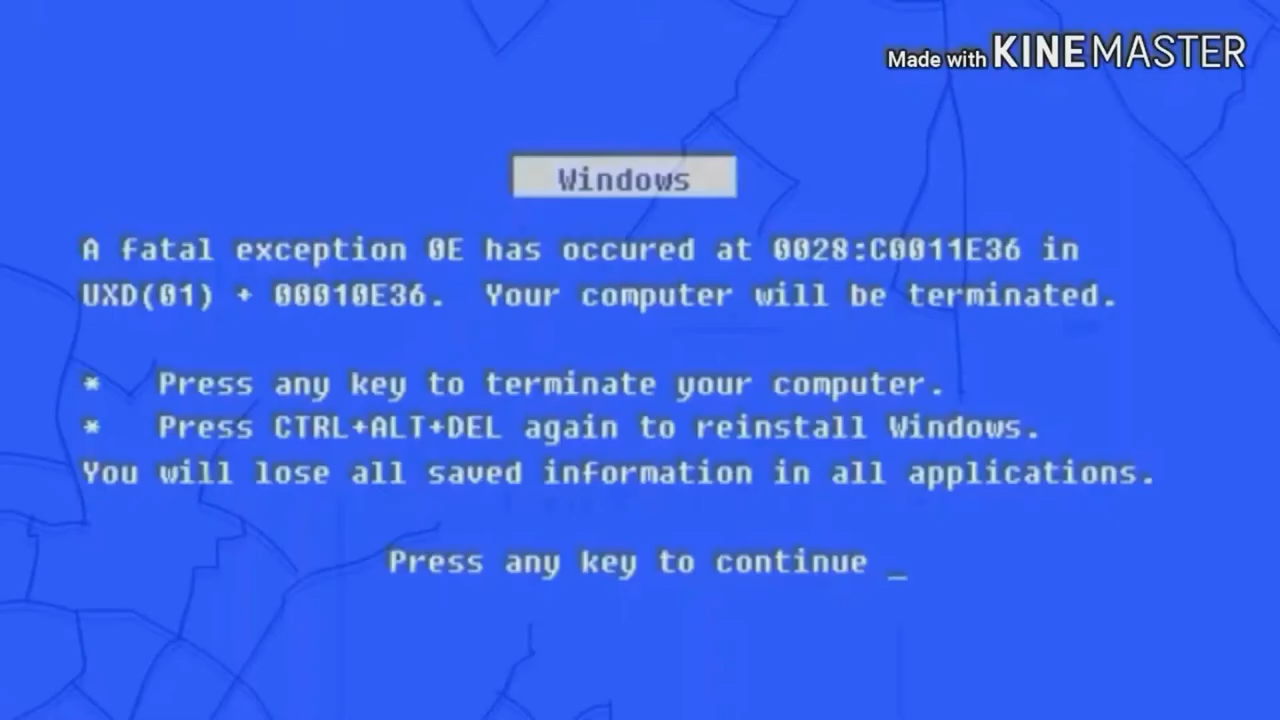 Made with KINEMASTER
Windows
A fatal exception 0E has occured at 0028:C0011E36 in
UXD(01) + 00010E36.  Your computer will be terminated.
*   Press any key to terminate your computer.
*   Press CTRL+ALT+DEL again to reinstall Windows.
You will lose all saved information in all applications.
Press any key to continue _